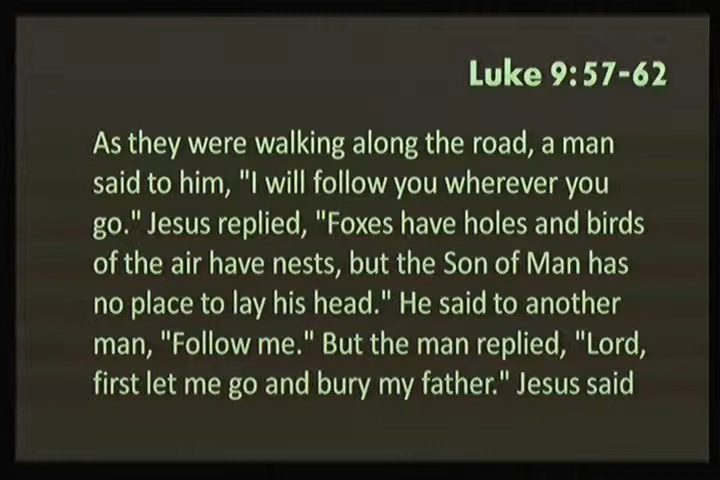 Luke 9:57-62
As they were walking along the road, a man
said to him, "I will follow you wherever you
go." Jesus replied, "Foxes have holes and birds
of the air have nests, but the Son of Man has
no place to lay his head." He said to another
man, "Follow me." But the man replied, "Lord,
first let me go and bury my father." Jesus said